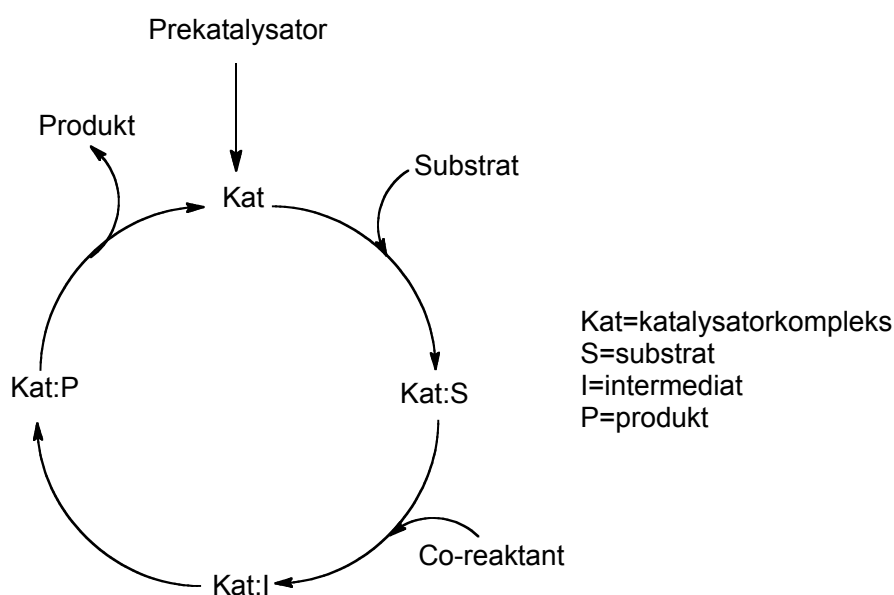 Prekatalysator
Produkt
Substrat
Kat
Kat=katalysatorkompleks
S=substrat
I=intermediat
P=produkt
Kat:P
Kat:S
Co-reaktant
Kat:I